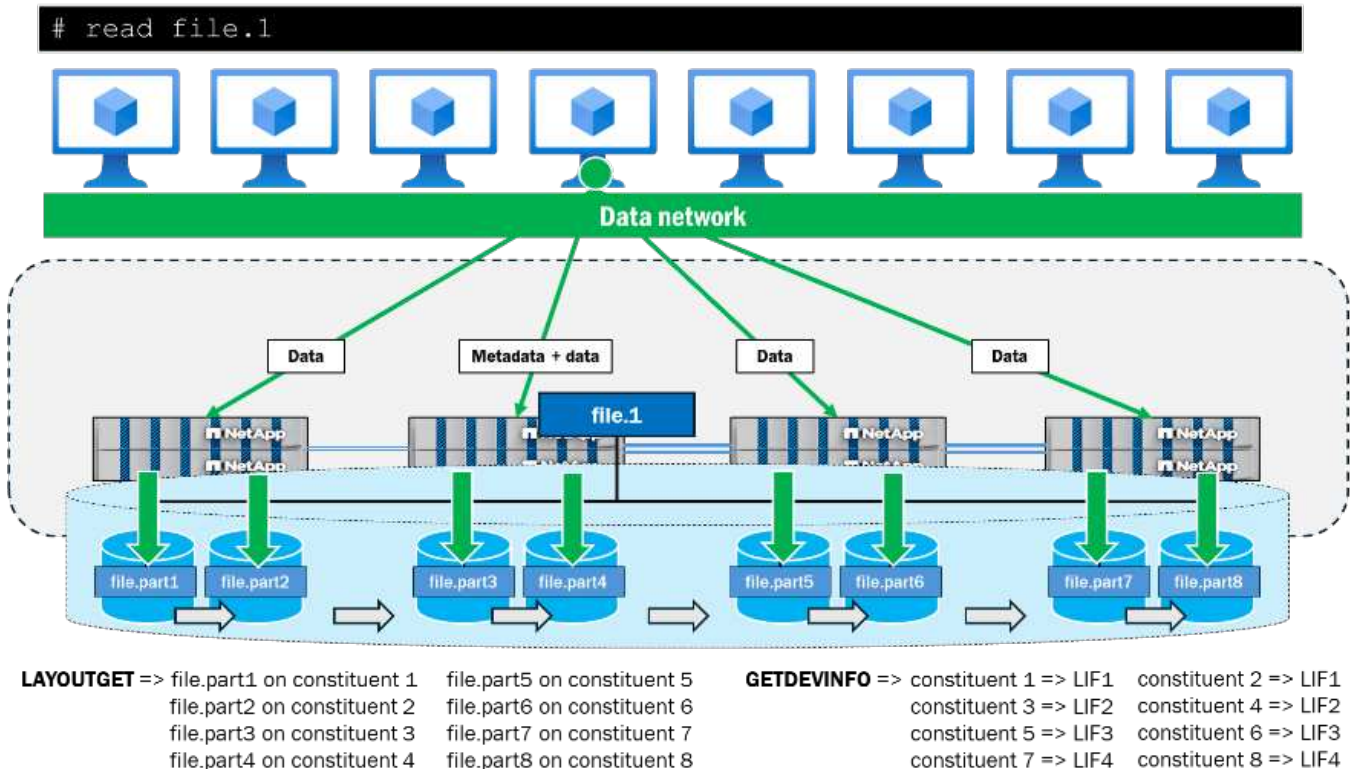 # read file.1
Data network
Data
Metadata + data
Data
Data
file.1
NetApp
NetApp
NetApp
NetApp
NetApp
NetApp
NetApp
file.part1
file.part2
file.part3
file.part4
file.part5
file.part6
file.part7
file.part8
LAYOUTGET => file.part1 on constituent 1 file.part5 on constituent 5
file.part2 on constituent 2 file.part6 on constituent 6
file.part3 on constituent 3 file.part7 on constituent 7
file.part4 on constituent 4 file.part8 on constituent 8
GETDEVINFO => constituent 1 => LIF1 constituent 2 => LIF1
constituent 3 => LIF2 constituent 4 => LIF2
constituent 5 => LIF3 constituent 6 => LIF3
constituent 7 => LIF4 constituent 8 => LIF4